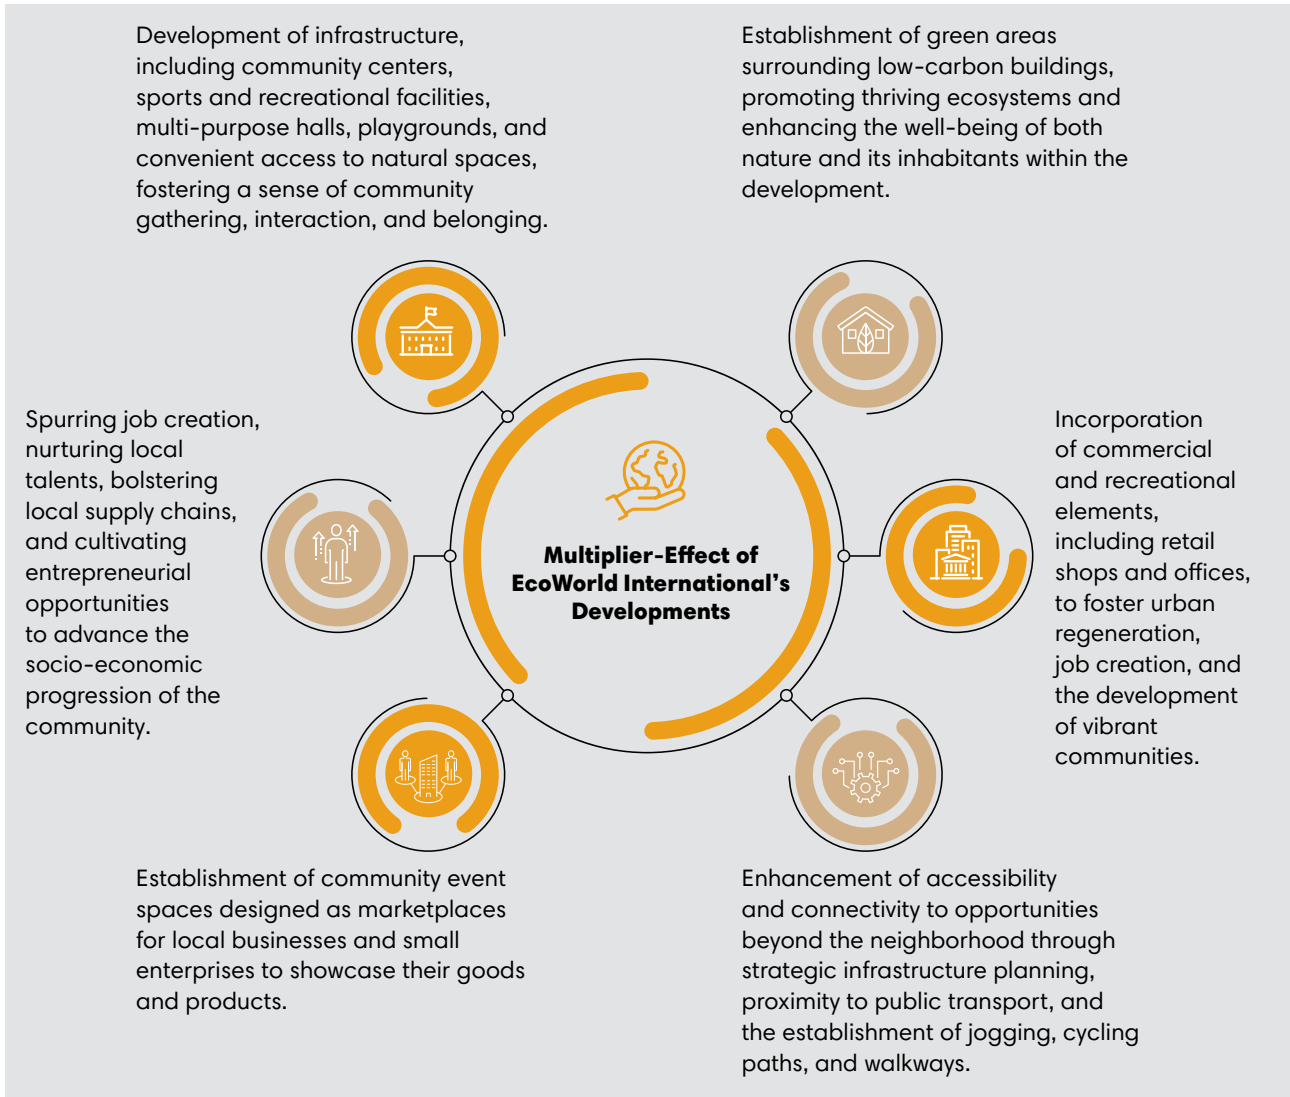 Development of infrastructure,
including community centers,
sports and recreational facilities,
multi-purpose halls, playgrounds, and
convenient access to natural spaces,
fostering a sense of community
gathering, interaction, and belonging.
Establishment of green areas
surrounding low-carbon buildings,
promoting thriving ecosystems and
enhancing the well-being of both
nature and its inhabitants within the
development.
Spurring job creation,
nurturing local
talents, bolstering
local supply chains,
and cultivating
entrepreneurial
opportunities
to advance the
socio-economic
progression of the
community.
Multiplier-Effect of
EcoWorld International's
Developments
Incorporation
of commercial
and recreational
elements,
including retail
shops and offices,
to foster urban
regeneration,
job creation, and
the development
of vibrant
communities.
Establishment of community event
spaces designed as marketplaces
for local businesses and small
enterprises to showcase their goods
and products.
Enhancement of accessibility
and connectivity to opportunities
beyond the neighborhood through
strategic infrastructure planning,
proximity to public transport, and
the establishment of jogging, cycling
paths, and walkways.